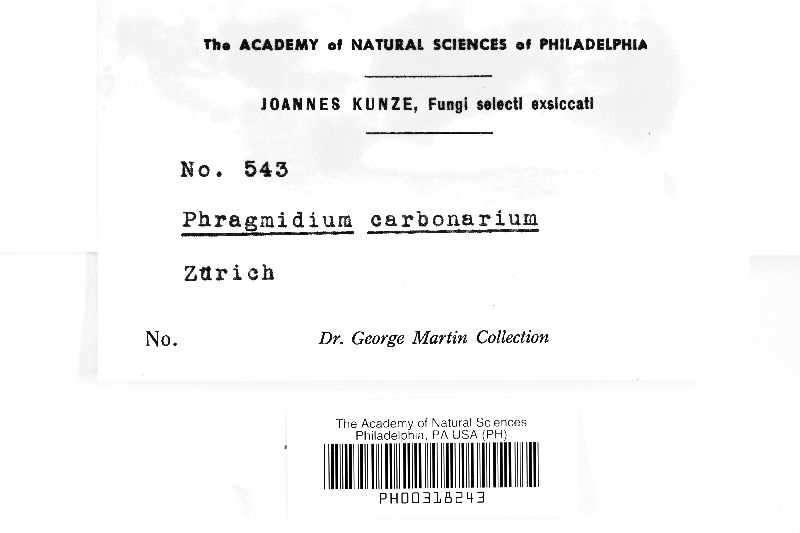 The ACADEMY of NATURAL SCIENCES of PHILADELPHIA
JOANNES KUNZE, Fungi selecti exsiccati
No. 543
Phragmidium carbonarium
Zürich
No. Dr. George Martin Collection
The Academy of Natural Sciences
Philadelphia, PA USA (PH)
PH00318243